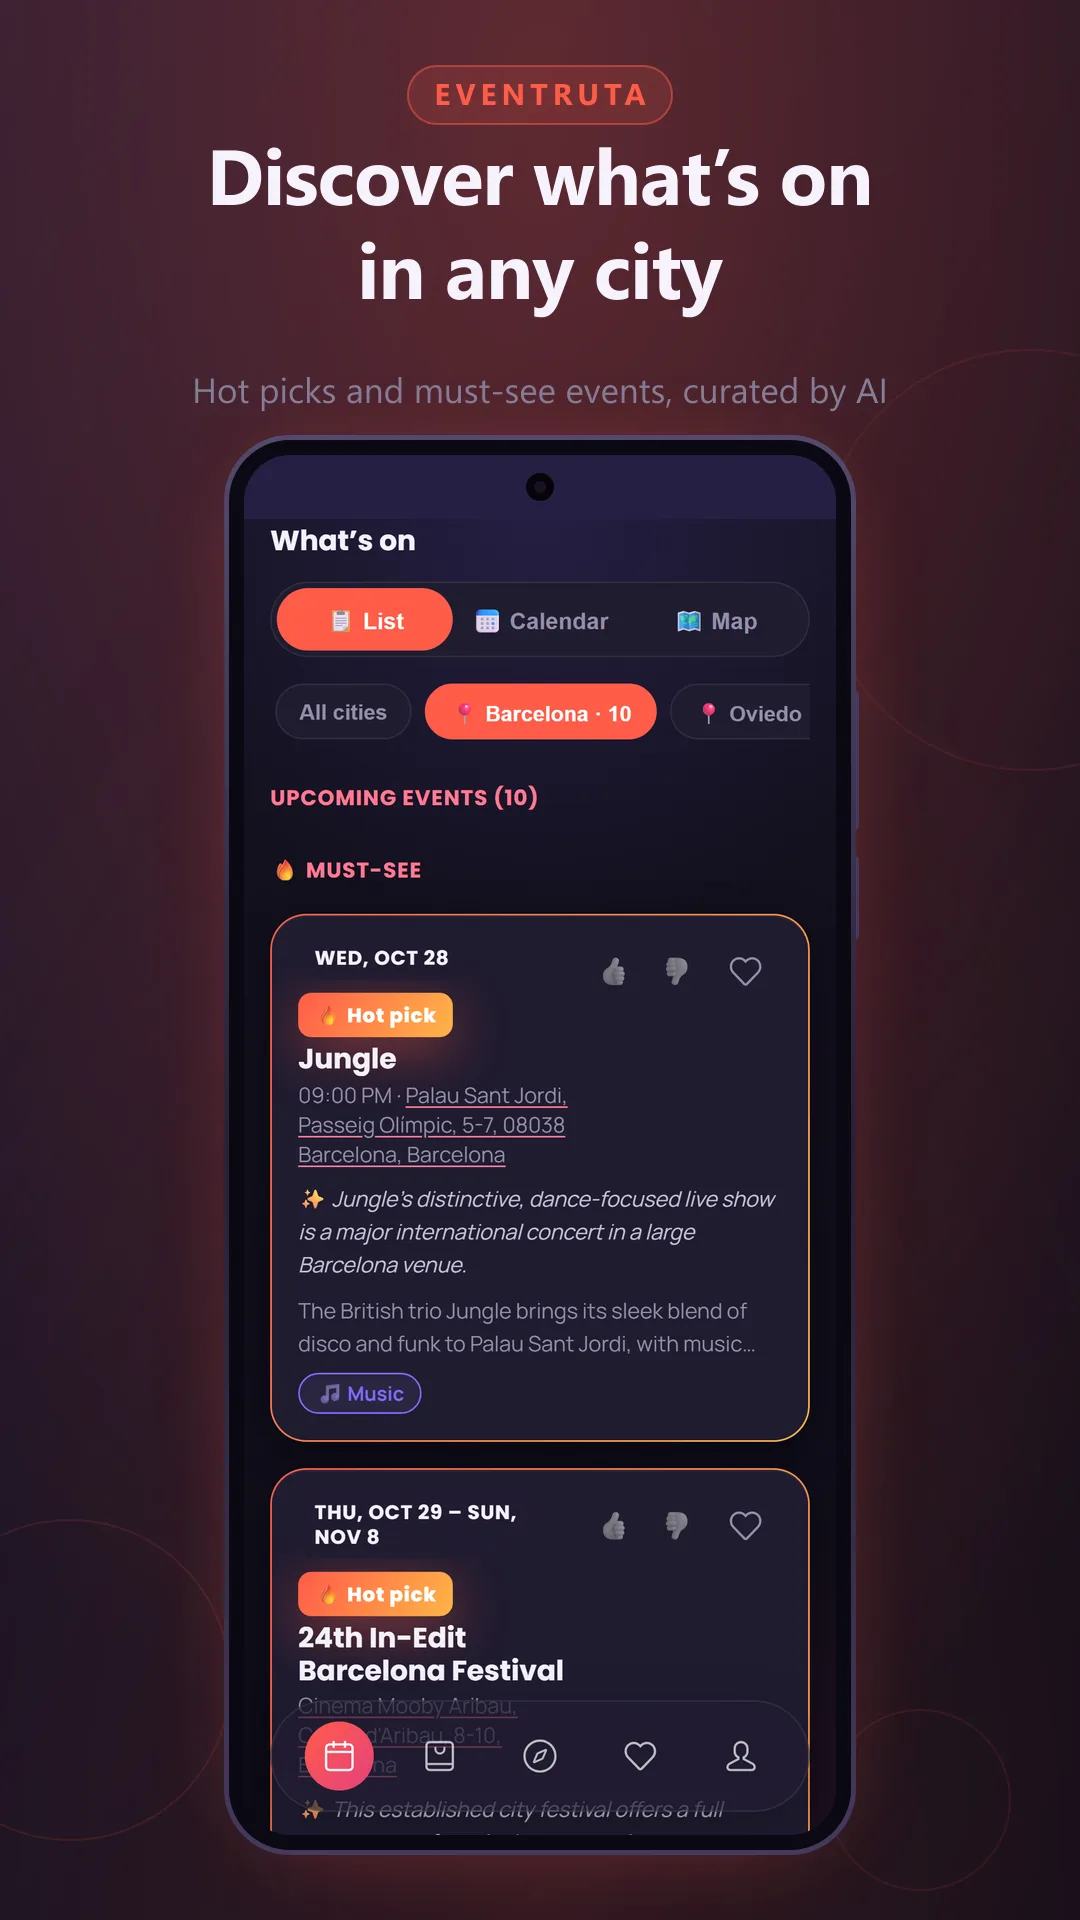 EVENTRUTA
Discover what’s on
in any city
Hot picks and must-see events, curated by AI
What’s on
List
Calendar
Map
All cities
Barcelona · 10
Oviedo
UPCOMING EVENTS (10)
MUST-SEE
WED, OCT 28
Hot pick
Jungle
09:00 PM · Palau Sant Jordi,
Passeig Olímpic, 5-7, 08038
Barcelona, Barcelona
Jungle’s distinctive, dance-focused live show
is a major international concert in a large
Barcelona venue.
The British trio Jungle brings its sleek blend of
disco and funk to Palau Sant Jordi, with music…
Music
THU, OCT 29 – SUN,
NOV 8
Hot pick
24th In-Edit
Barcelona Festival
Cinema Mooby Aribau,
d’Aribau, 8-10,
This established city festival offers a full